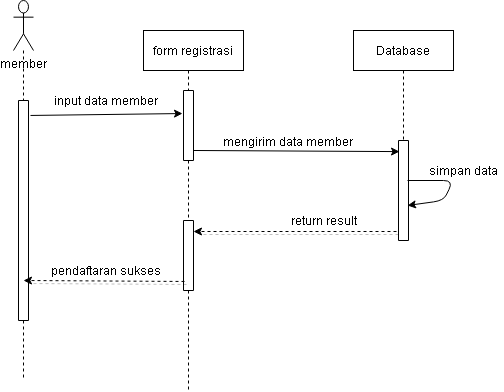 form registrasi
Database
member
input data member
mengirim data member
simpan data
return result
pendaftaran sukses